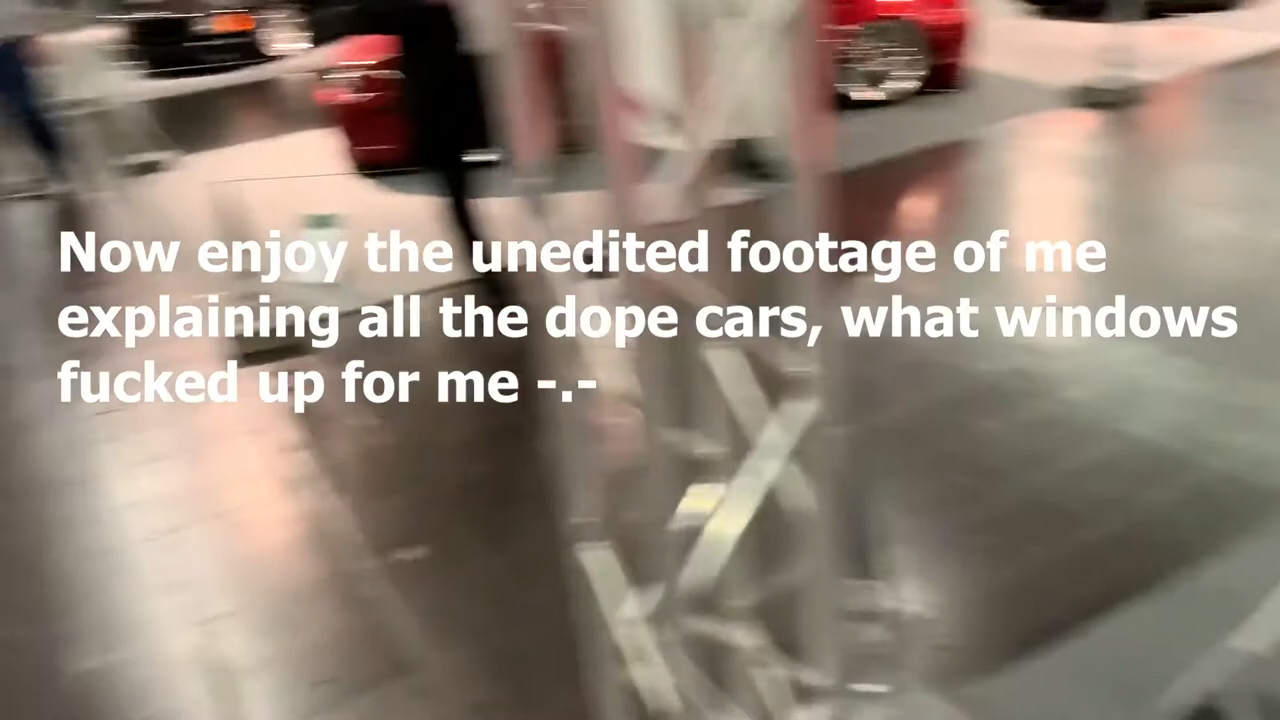 Now enjoy the unedited footage of me
explaining all the dope cars, what windows
fucked up for me -.-